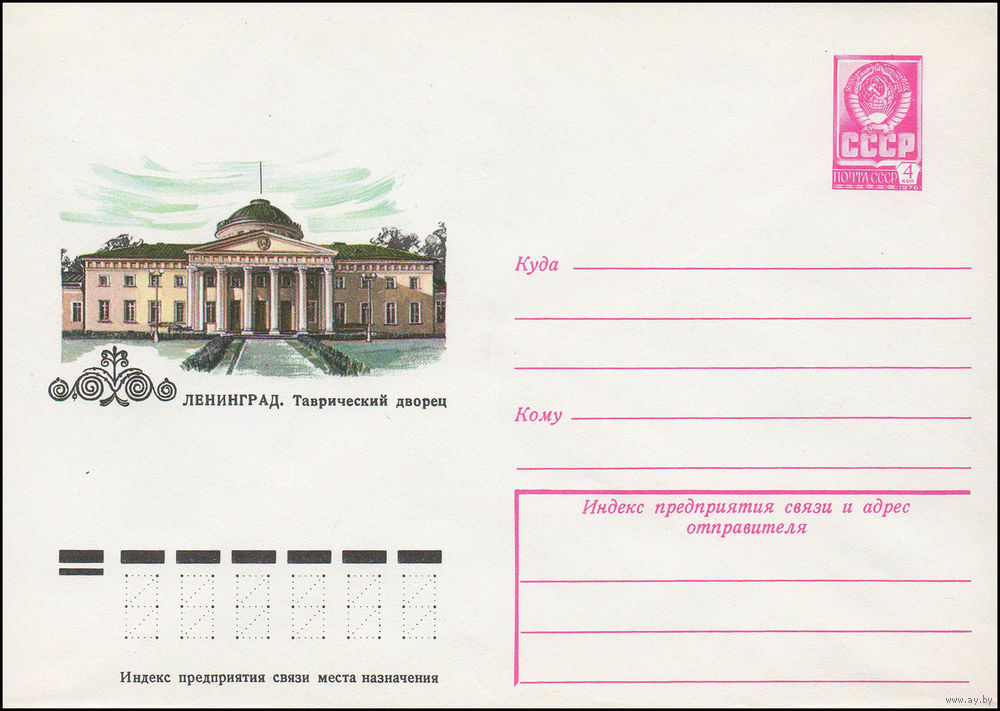 СССР
ПОЧТА СССР 4 КОП
1978
Куда
Кому
ЛЕНИНГРАД. Таврический дворец
Индекс предприятия связи и адрес
отправителя
Индекс предприятия связи места назначения
www.ay.by